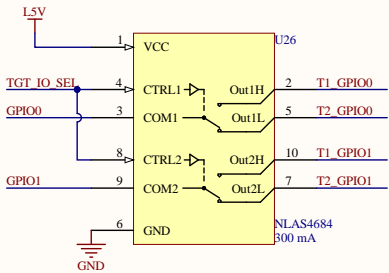 L5V
U26
1 VCC
TGT_IO_SEL 4 CTRL1 Out1H 2 T1_GPIO0
GPIO0 3 COM1 Out1L 5 T2_GPIO0
8 CTRL2 Out2H 10 T1_GPIO1
GPIO1 9 COM2 Out2L 7 T2_GPIO1
6 GND
NLAS4684
300 mA
GND